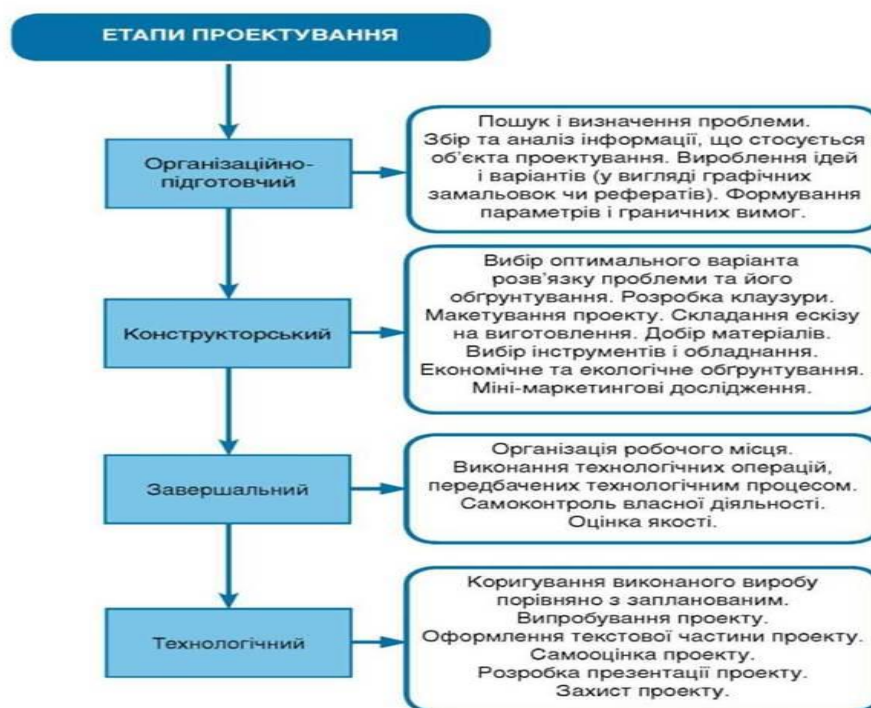 ЕТАПИ ПРОЕКТУВАННЯ
Організаційно-
підготовчий
Пошук і визначення проблеми.
Збір та аналіз інформації, що стосується
об’єкта проектування. Вироблення ідей
і варіантів (у вигляді графічних
замальовок чи рефератів). Формування
параметрів і граничних вимог.
Конструкторський
Вибір оптимального варіанта
розв’язку проблеми та його
обґрунтування. Розробка клаузури.
Макетування проекту. Складання ескізу
на виготовлення. Добір матеріалів.
Вибір інструментів і обладнання.
Економічне та екологічне обґрунтування.
Міні-маркетингові дослідження.
Завершальний
Організація робочого місця.
Виконання технологічних операцій,
передбачених технологічним процесом.
Самоконтроль власної діяльності.
Оцінка якості.
Технологічний
Коригування виконаного виробу
порівняно з запланованим.
Випробування проекту.
Оформлення текстової частини проекту.
Самооцінка проекту.
Розробка презентації проекту.
Захист проекту.